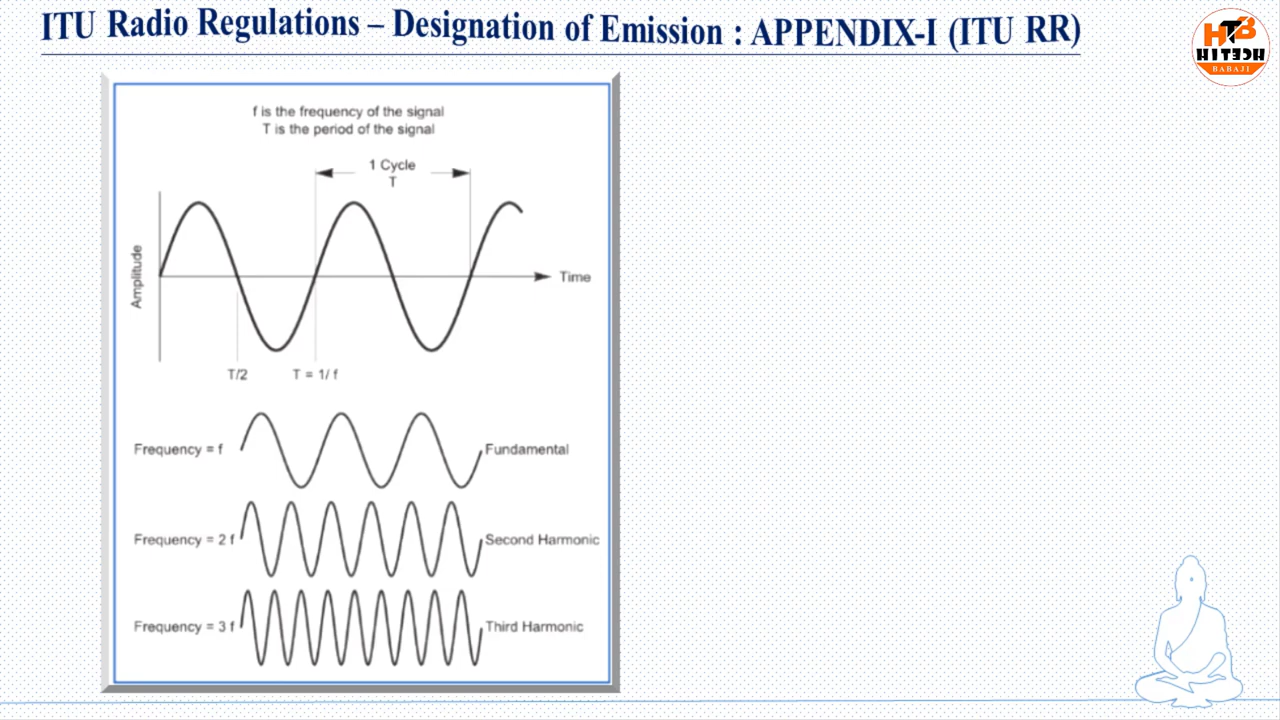 ITU Radio Regulations – Designation of Emission : APPENDIX-I (ITU RR)
HTB
HITECH
BABAJI
f is the frequency of the signal
T is the period of the signal
1 Cycle
T
Amplitude
Time
T/2
T = 1/ f
Frequency = f
Fundamental
Frequency = 2 f
Second Harmonic
Frequency = 3 f
Third Harmonic